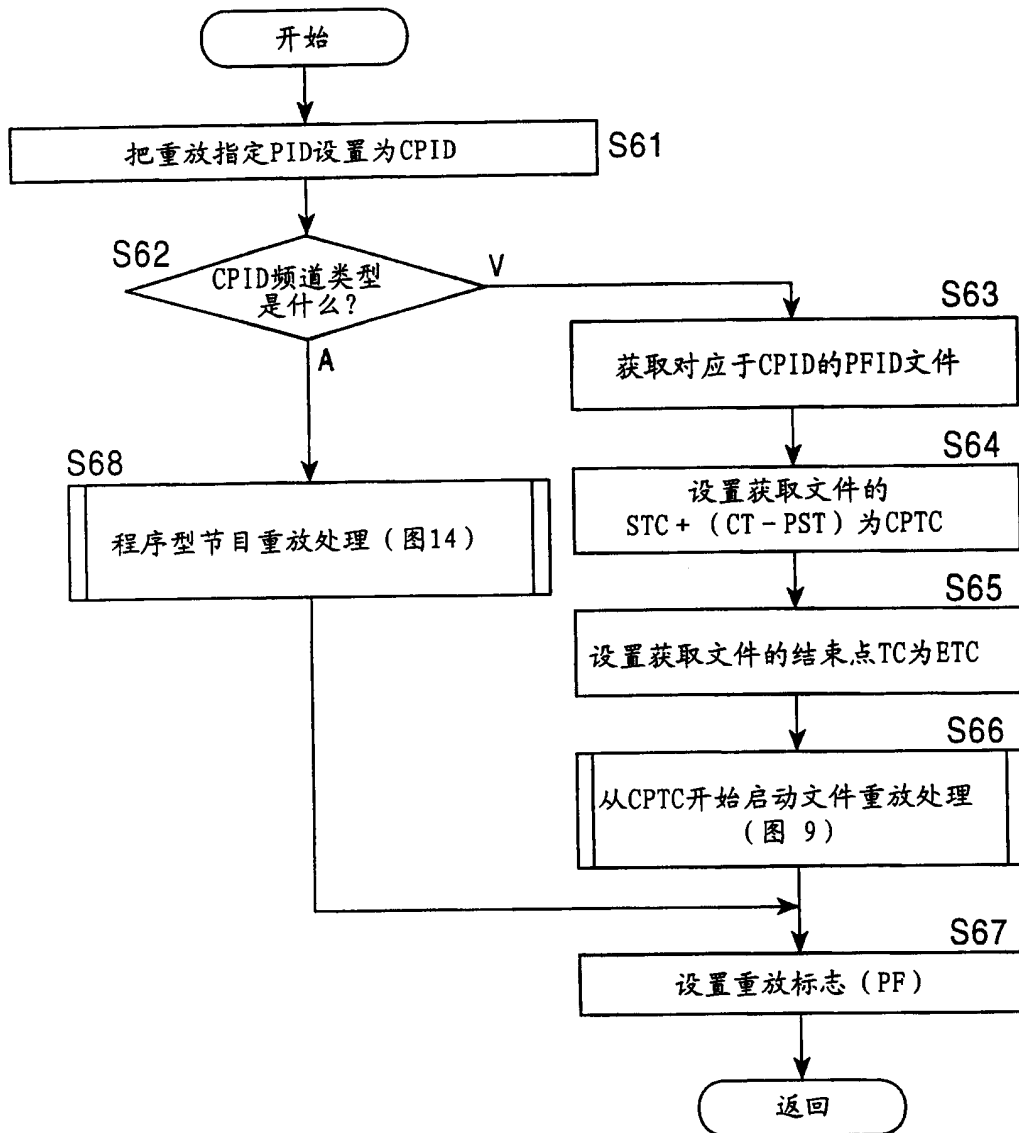 开始
把重放指定PID设置为CPID
S61
S62
CPID频道类型
是什么?
V
A
S63
获取对应于CPID的PFID文件
S64
设置获取文件的
STC+(CT-PST)为CPTC
S65
设置获取文件的结束点TC为ETC
S66
从CPTC开始启动文件重放处理
(图 9)
S68
程序型节目重放处理(图14)
S67
设置重放标志(PF)
返回